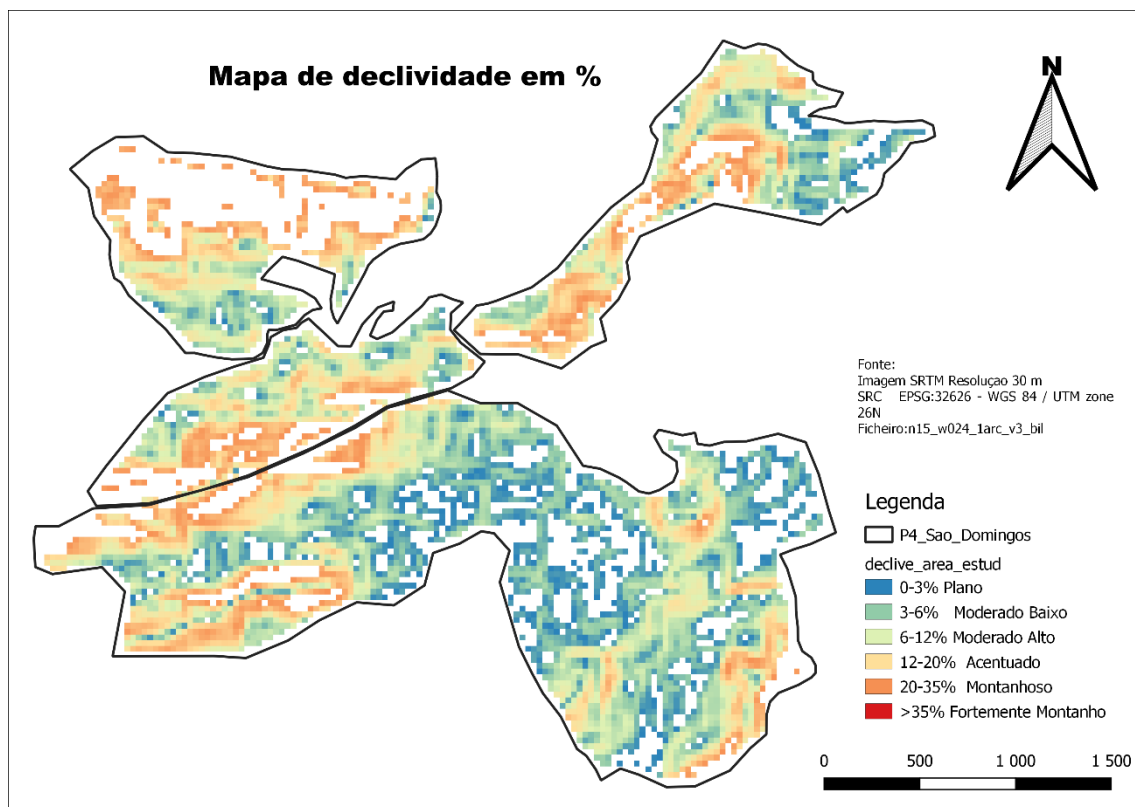 Mapa de declividade em %
N
Fonte:
Imagem SRTM Resoluçao 30 m
SRC EPSG:32626 - WGS 84 / UTM zone
26N
Ficheiro:n15_w024_1arc_v3_bil
Legenda
P4_Sao_Domingos
declive_area_estud
0-3% Plano
3-6% Moderado Baixo
6-12% Moderado Alto
12-20% Acentuado
20-35% Montanhoso
>35% Fortemente Montanho
0 500 1 000 1 500